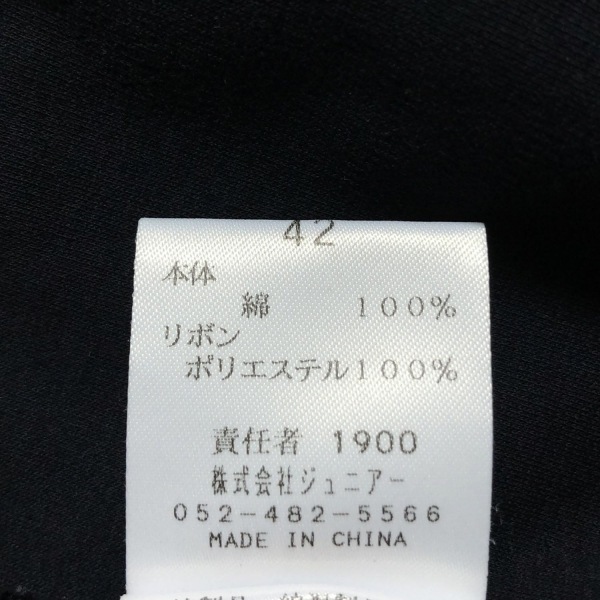 42
本体
綿 100%
リボン
ポリエステル100%
責任者 1900
株式会社ジュニアー
052-482-5566
MADE IN CHINA